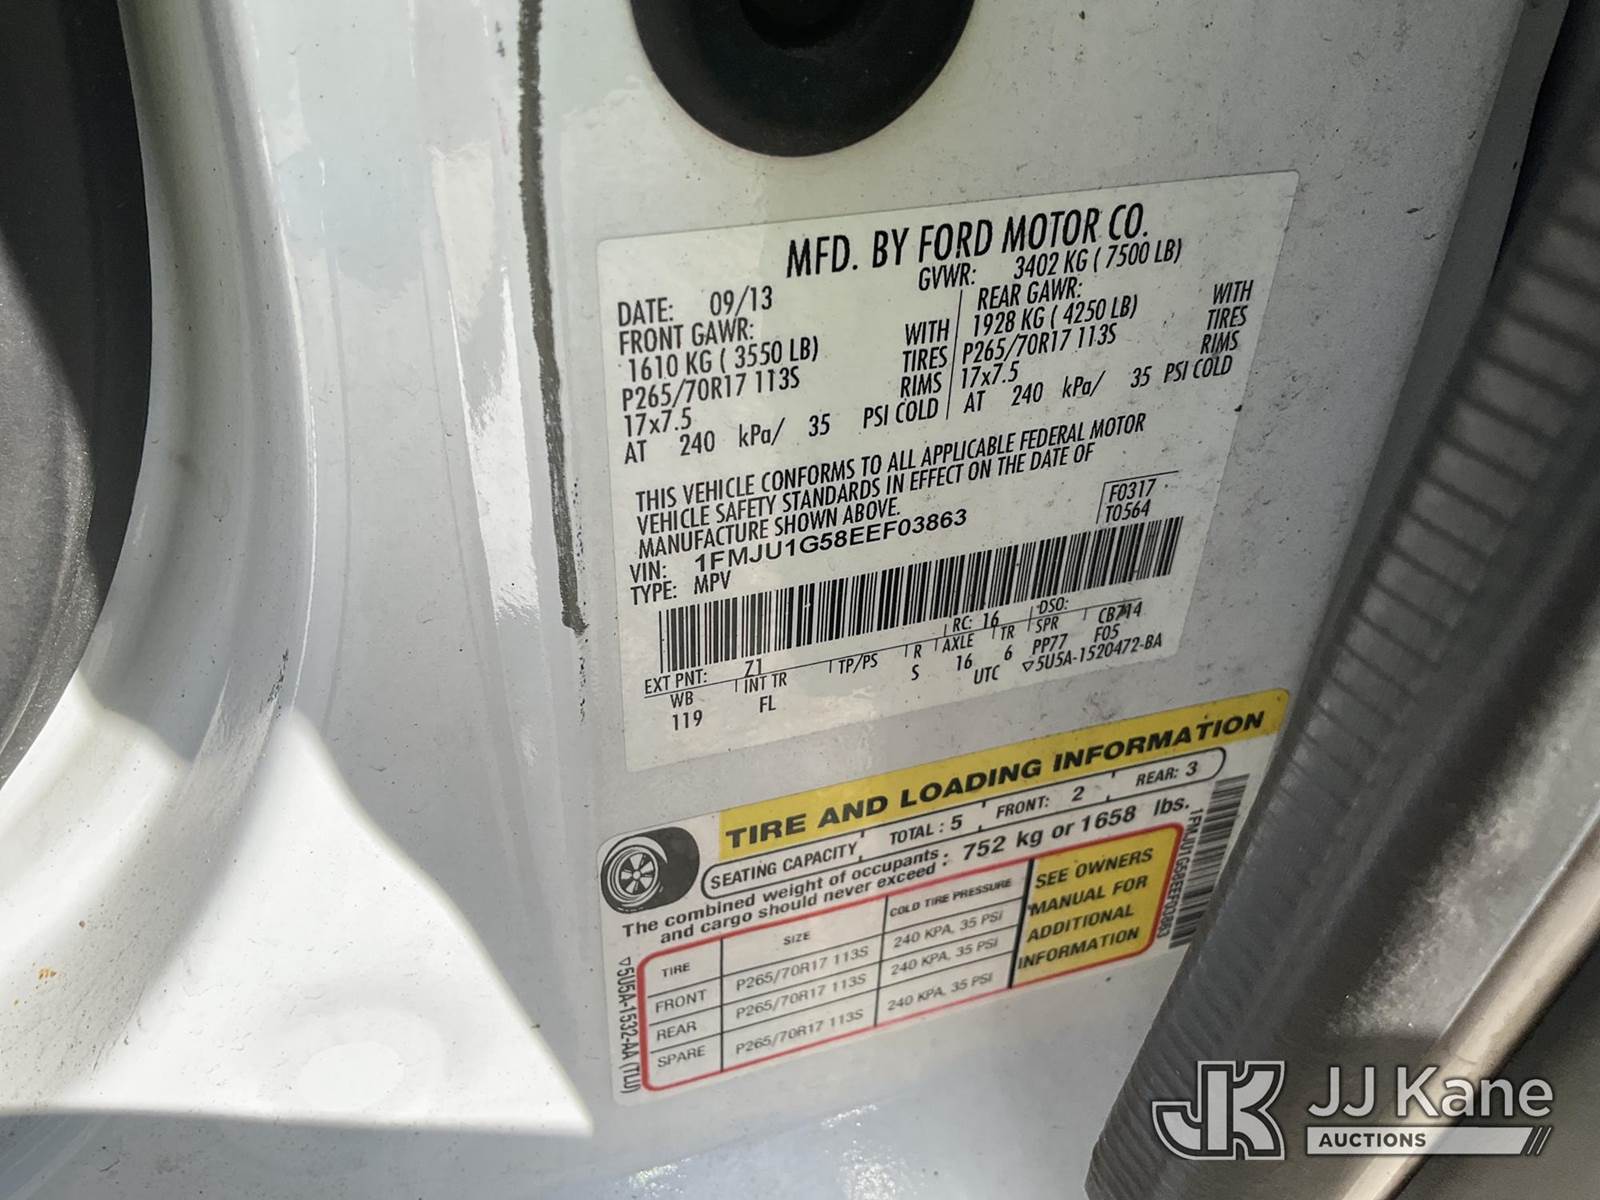 MFD. BY FORD MOTOR CO.
DATE: 09/13 GVWR: 3402 KG ( 7500 LB)
FRONT GAWR: REAR GAWR:
1610 KG ( 3550 LB) WITH 1928 KG ( 4250 LB) WITH
P265/70R17 113S TIRES P265/70R17 113S TIRES
17x7.5 RIMS 17x7.5 RIMS
AT 240 kPa/ 35 PSI COLD AT 240 kPa/ 35 PSI COLD
THIS VEHICLE CONFORMS TO ALL APPLICABLE FEDERAL MOTOR
VEHICLE SAFETY STANDARDS IN EFFECT ON THE DATE OF
MANUFACTURE SHOWN ABOVE.
F0317
T0564
VIN: 1FMJU1G58EEF03863
TYPE: MPV
EXT PNT: Z1 RC: 16 DSO:
WB INT TR TP/PS R AXLE TR SPR CB714
119 FL S 16 6 PP77 F05
UTC ▽5U5A-1520472-BA
TIRE AND LOADING INFORMATION
SEATING CAPACITY TOTAL : 5 FRONT: 2 REAR: 3
The combined weight of occupants : 752 kg or 1658 lbs.
and cargo should never exceed
TIRE SIZE COLD TIRE PRESSURE
FRONT P265/70R17 113S 240 KPA, 35 PSI
REAR P265/70R17 113S 240 KPA, 35 PSI
SPARE P265/70R17 113S 240 KPA, 35 PSI
SEE OWNERS
MANUAL FOR
ADDITIONAL
INFORMATION
▽5U5A-1532-AA (TLU)
1FMJU1G58EEF03863
JK JJ Kane
AUCTIONS